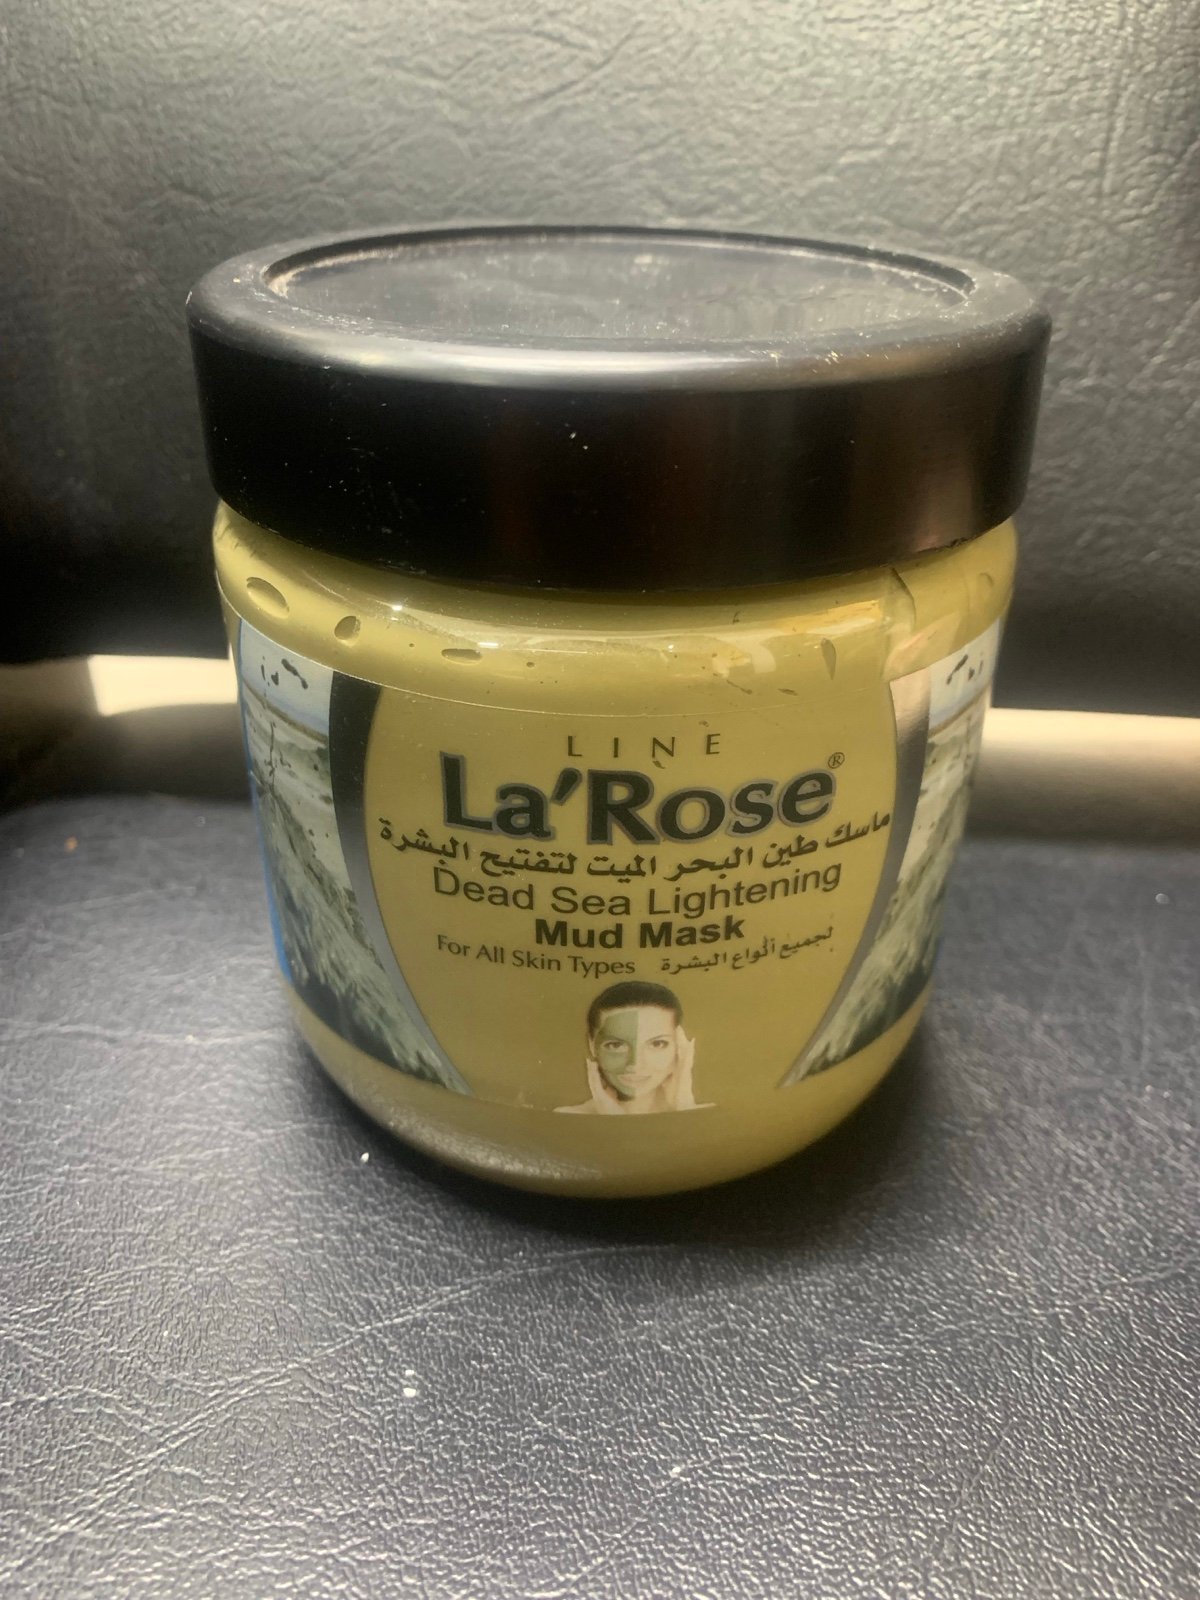 LINE
La'Rose®
ماسك طين البحر الميت لتفتيح البشرة
Dead Sea Lightening
Mud Mask
For All Skin Types لجميع أنواع البشرة